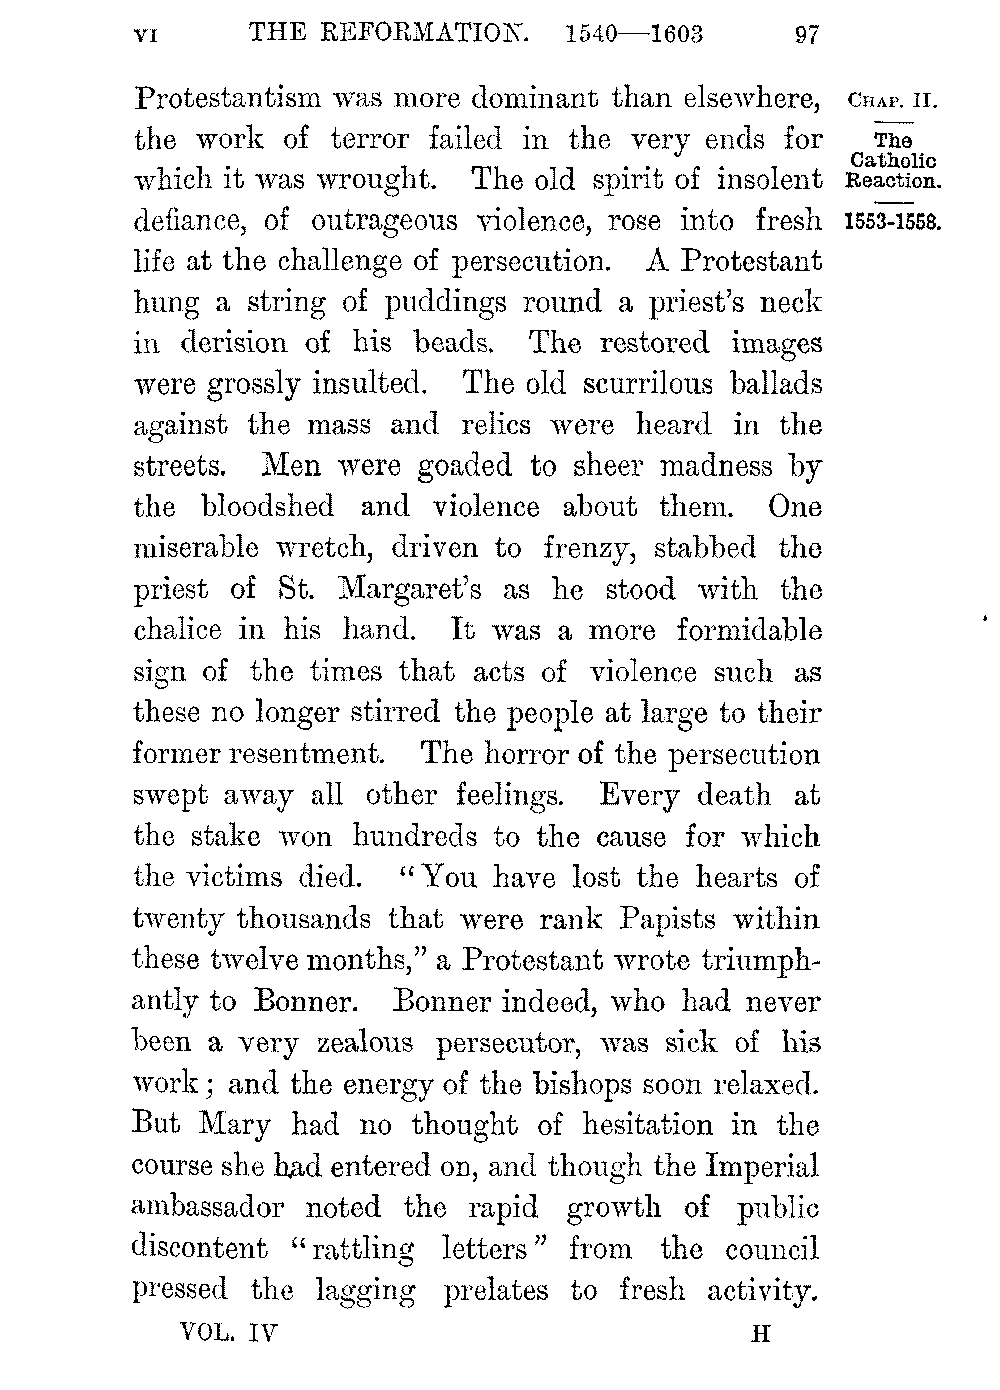 VI THE REFORMATION. 1540—1603 97
Protestantism was more dominant than elsewhere,
the work of terror failed in the very ends for
which it was wrought. The old spirit of insolent
defiance, of outrageous violence, rose into fresh
life at the challenge of persecution. A Protestant
hung a string of puddings round a priest's neck
in derision of his beads. The restored images
were grossly insulted. The old scurrilous ballads
against the mass and relics were heard in the
streets. Men were goaded to sheer madness by
the bloodshed and violence about them. One
miserable wretch, driven to frenzy, stabbed the
priest of St. Margaret's as he stood with the
chalice in his hand. It was a more formidable
sign of the times that acts of violence such as
these no longer stirred the people at large to their
former resentment. The horror of the persecution
swept away all other feelings. Every death at
the stake won hundreds to the cause for which
the victims died. "You have lost the hearts of
twenty thousands that were rank Papists within
these twelve months," a Protestant wrote triumph-
antly to Bonner. Bonner indeed, who had never
been a very zealous persecutor, was sick of his
work; and the energy of the bishops soon relaxed.
But Mary had no thought of hesitation in the
course she had entered on, and though the Imperial
ambassador noted the rapid growth of public
discontent "rattling letters" from the council
pressed the lagging prelates to fresh activity.
VOL. IV H
CHAP. II.
The
Catholic
Reaction.
1553-1558.